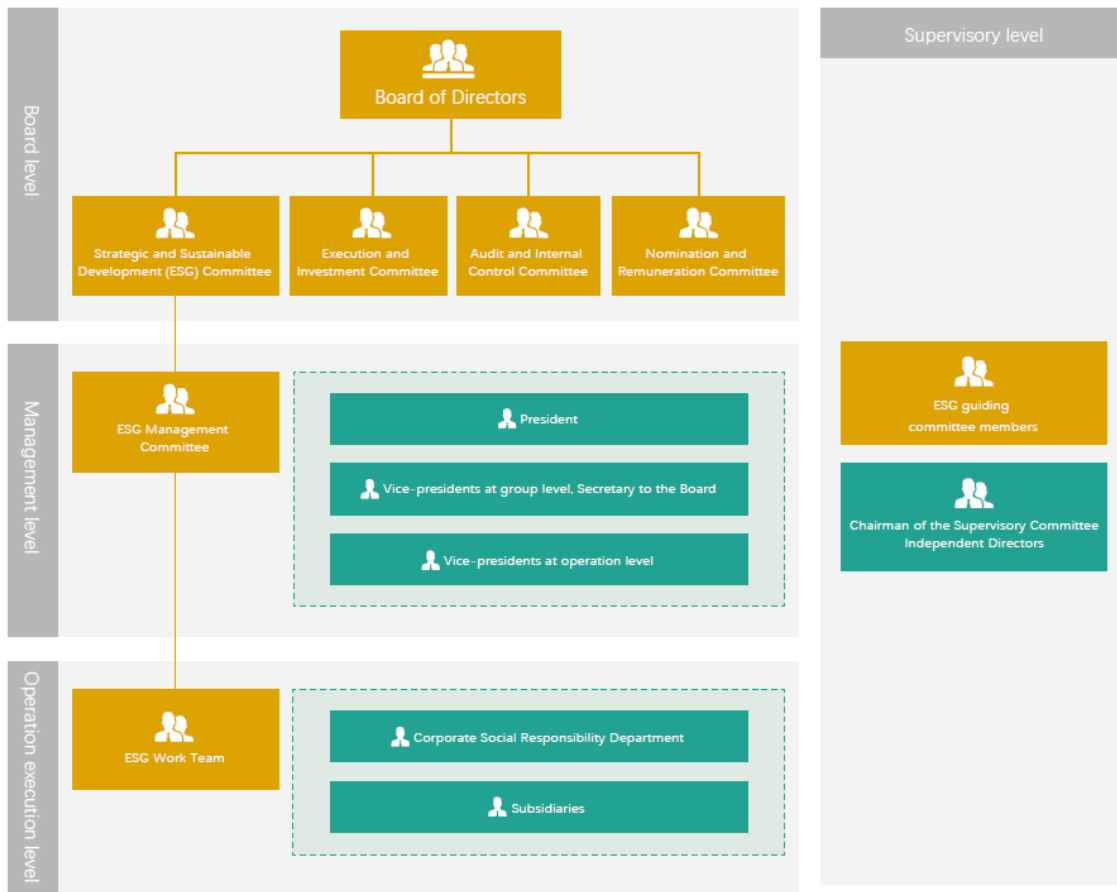 Board level
Board of Directors
Strategic and Sustainable
Development (ESG) Committee
Execution and
Investment Committee
Audit and Internal
Control Committee
Nomination and
Remuneration Committee
Management level
ESG Management
Committee
President
Vice-presidents at group level, Secretary to the Board
Vice-presidents at operation level
Operation execution level
ESG Work Team
Corporate Social Responsibility Department
Subsidiaries
Supervisory level
ESG guiding
committee members
Chairman of the Supervisory Committee
Independent Directors